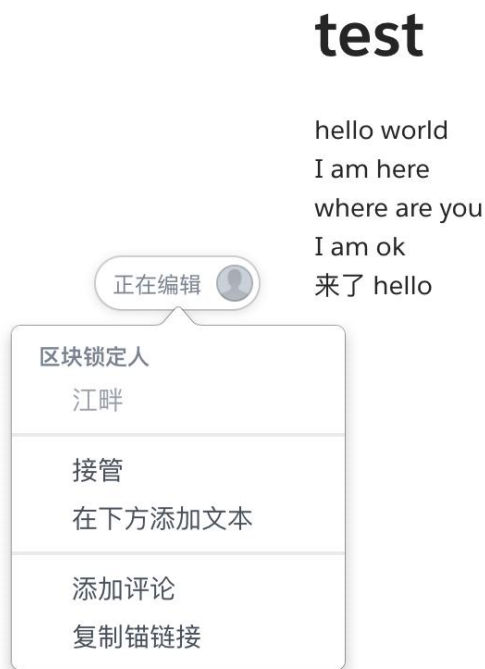 test
hello world
I am here
where are you
I am ok
来了 hello
正在编辑
区块锁定人
江畔
接管
在下方添加文本
添加评论
复制锚链接